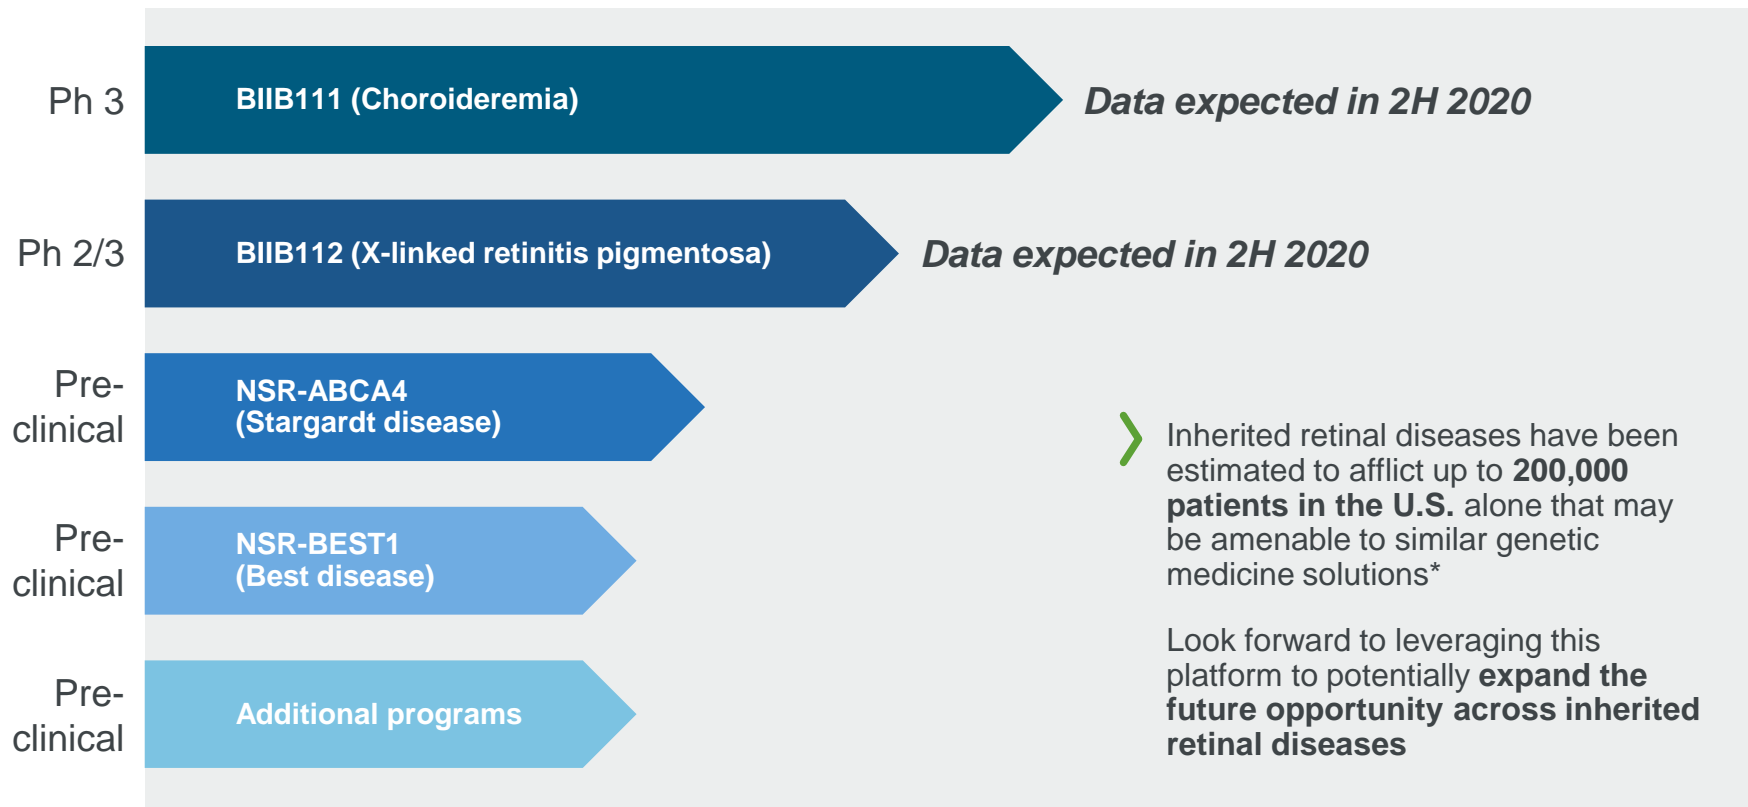 Ph 3
BIIB111 (Choroideremia)
Data expected in 2H 2020
Ph 2/3
BIIB112 (X-linked retinitis pigmentosa)
Data expected in 2H 2020
Pre-
clinical
NSR-ABCA4
(Stargardt disease)
Pre-
clinical
NSR-BEST1
(Best disease)
Pre-
clinical
Additional programs
Inherited retinal diseases have been
estimated to afflict up to 200,000
patients in the U.S. alone that may
be amenable to similar genetic
medicine solutions*
Look forward to leveraging this
platform to potentially expand the
future opportunity across inherited
retinal diseases